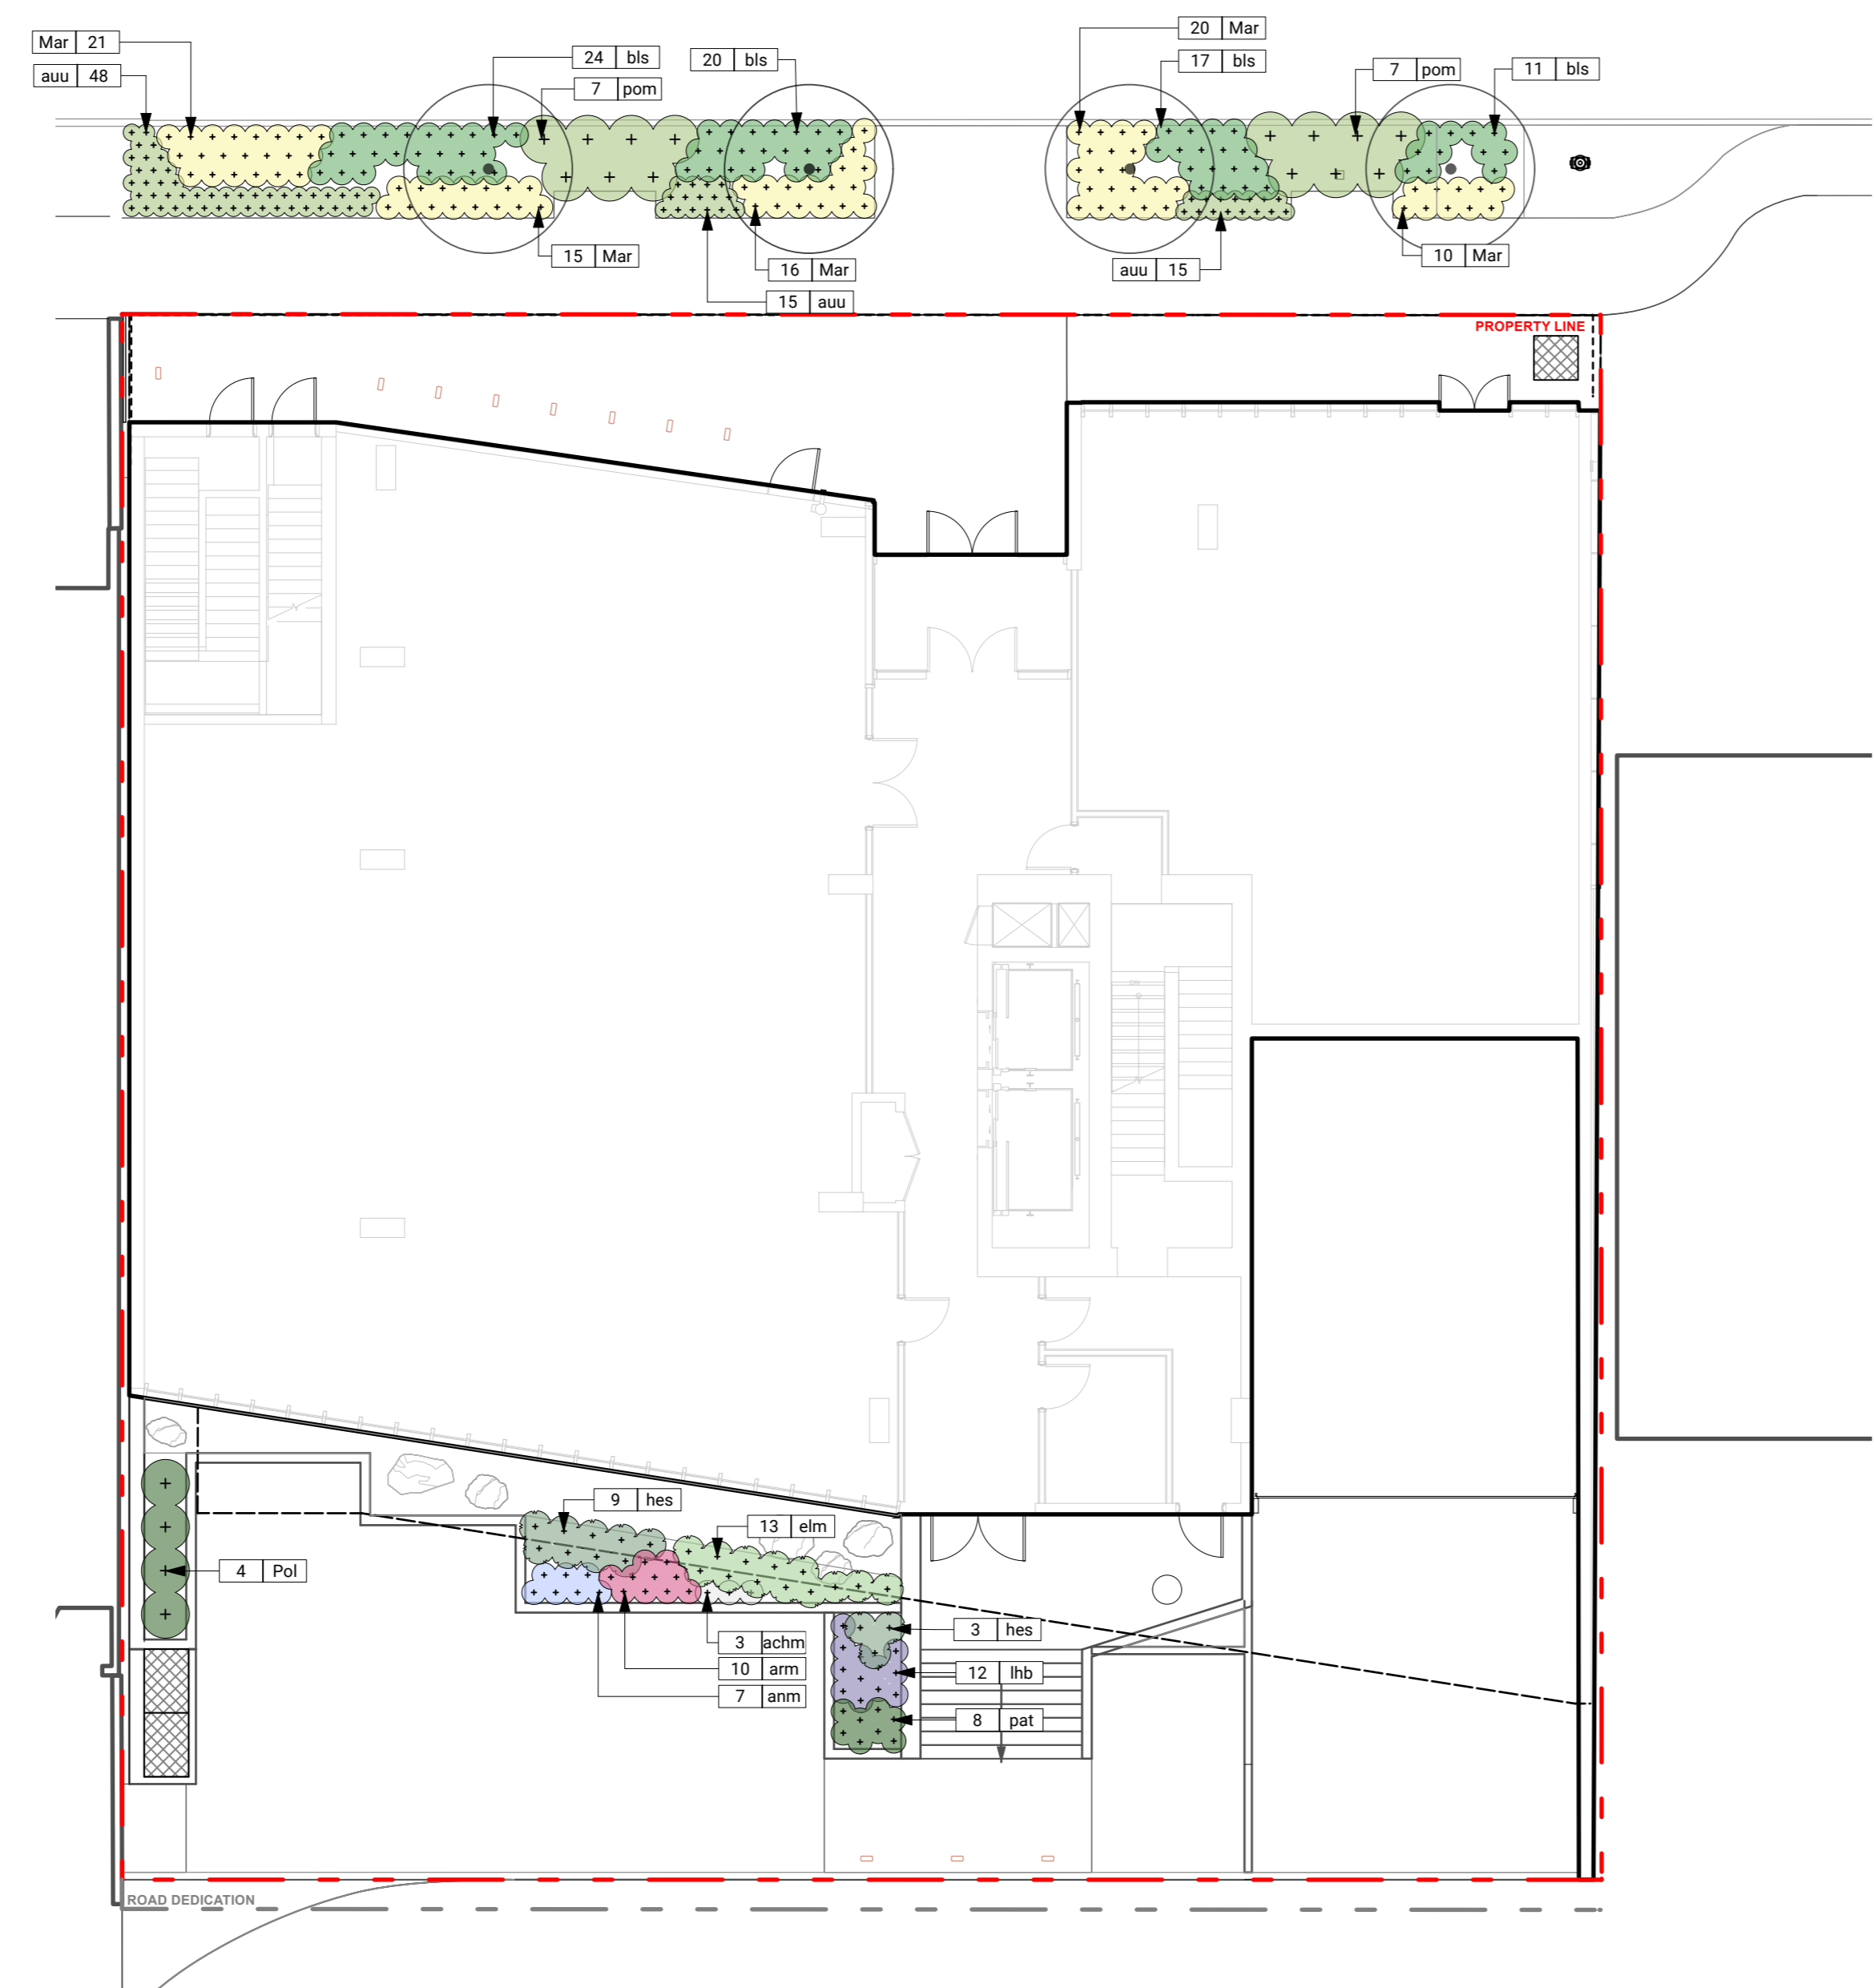 20 Mar
Mar 21
24 bls
20 bls
17 bls
7 pom
11 bls
auu 48
7 pom
15 Mar
10 Mar
16 Mar
auu 15
15 auu
PROPERTY LINE
9 hes
13 elm
4 Pol
3 hes
3 achm
10 arm
12 lhb
7 anm
8 pat
ROAD DEDICATION